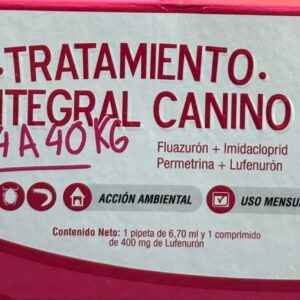 ·TRATAMIENTO·
NTEGRAL CANINO
4 A 40 KG
Fluazurón + Imidacloprid
Permetrina + Lufenurón
ACCIÓN AMBIENTAL
USO MENSU
Contenido Neto: 1 pipeta de 6,70 ml y 1 comprimido
de 400 mg de Lufenurón